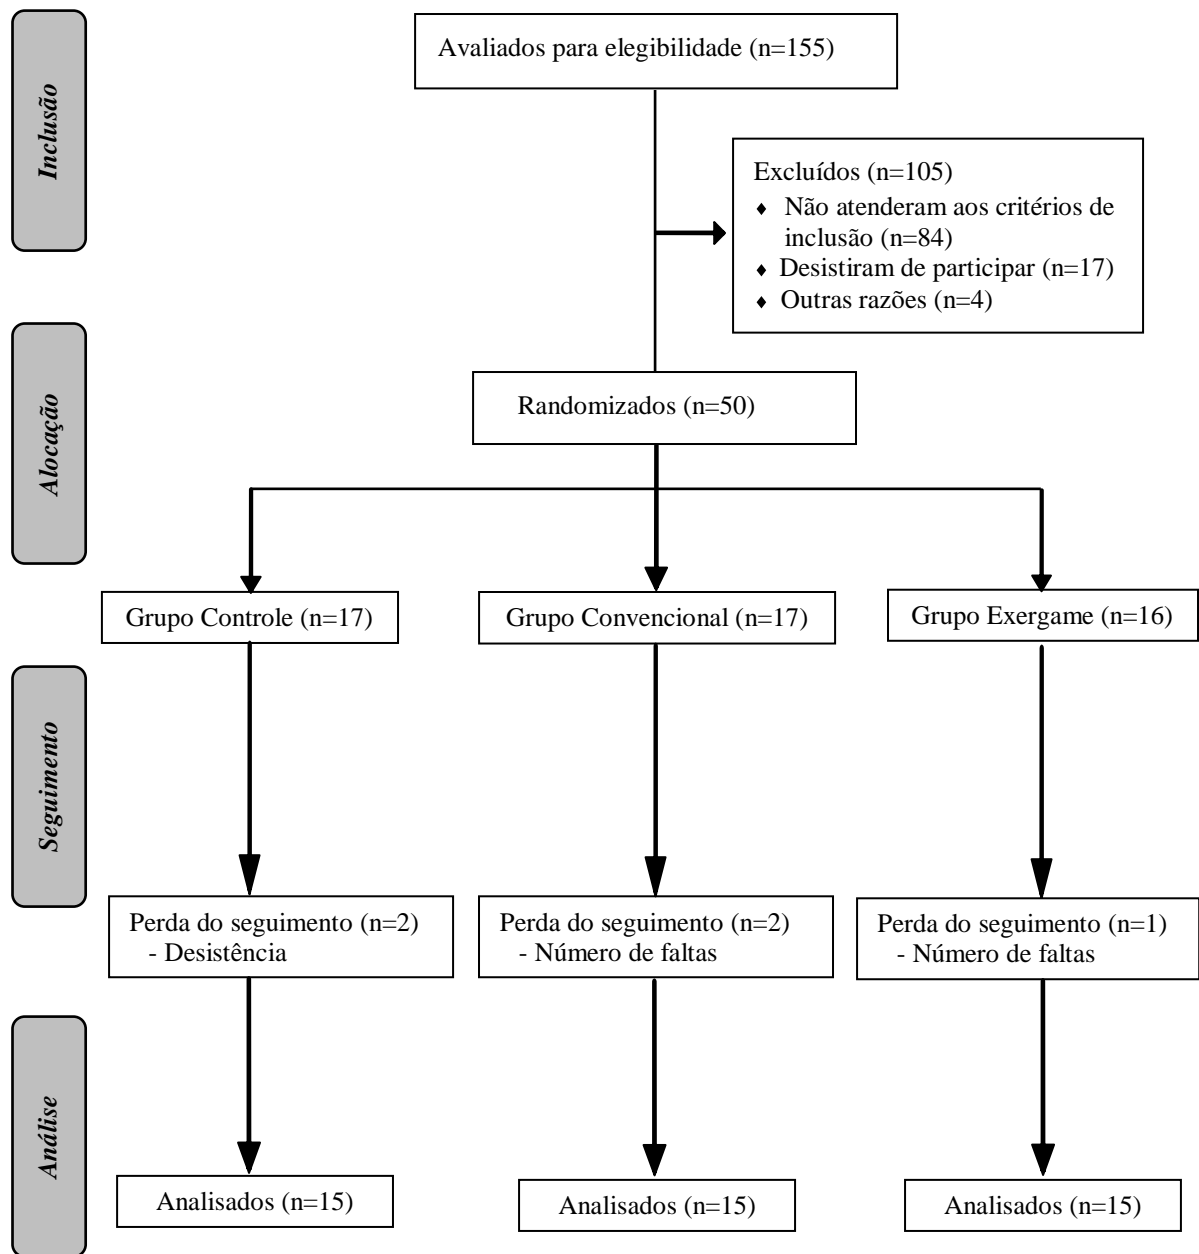 Inclusão
Avaliados para elegibilidade (n=155)
Excluídos (n=105)
♦ Não atenderam aos critérios de
inclusão (n=84)
♦ Desistiram de participar (n=17)
♦ Outras razões (n=4)
Alocação
Randomizados (n=50)
Grupo Controle (n=17)
Grupo Convencional (n=17)
Grupo Exergame (n=16)
Seguimento
Perda do seguimento (n=2)
- Desistência
Perda do seguimento (n=2)
- Número de faltas
Perda do seguimento (n=1)
- Número de faltas
Análise
Analisados (n=15)
Analisados (n=15)
Analisados (n=15)